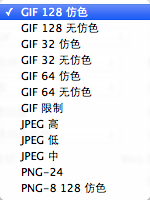 GIF 128 仿色
GIF 128 无仿色
GIF 32 仿色
GIF 32 无仿色
GIF 64 仿色
GIF 64 无仿色
GIF 限制
JPEG 高
JPEG 低
JPEG 中
PNG-24
PNG-8 128 仿色